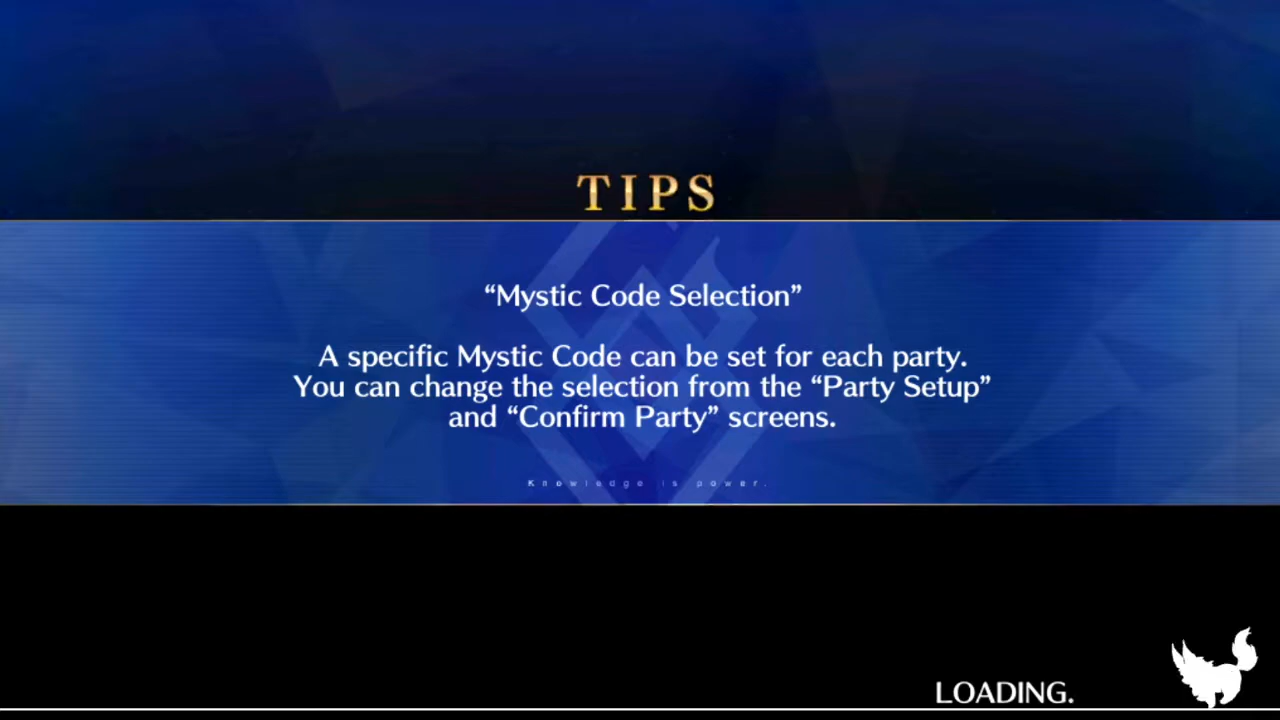 TIPS
“Mystic Code Selection”
A specific Mystic Code can be set for each party.
You can change the selection from the “Party Setup”
and “Confirm Party” screens.
Knowledge is power.
LOADING.